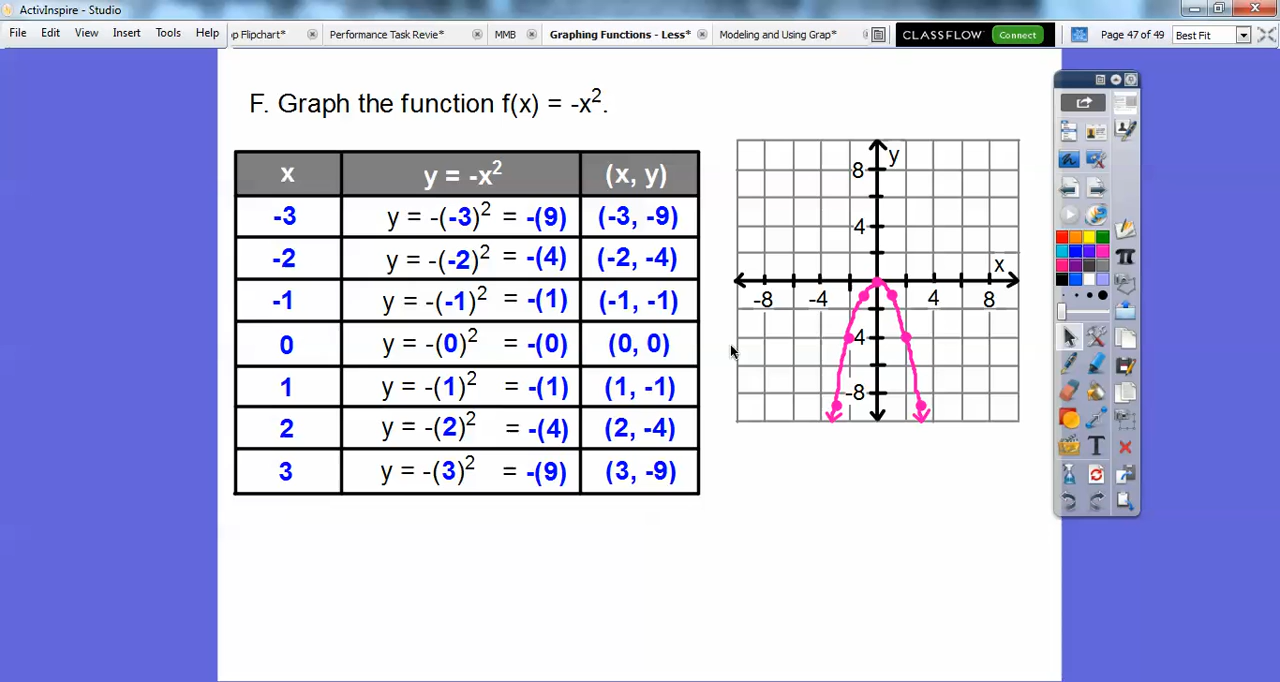 ActivInspire - Studio
File Edit View Insert Tools Help
p Flipchart* Performance Task Revie* MMB Graphing Functions - Less* Modeling and Using Grap* CLASSFLOW Connect Page 47 of 49 Best Fit
F. Graph the function f(x) = -x².
x y = -x² (x, y)
-3 y = -(-3)² = -(9) (-3, -9)
-2 y = -(-2)² = -(4) (-2, -4)
-1 y = -(-1)² = -(1) (-1, -1)
0 y = -(0)² = -(0) (0, 0)
1 y = -(1)² = -(1) (1, -1)
2 y = -(2)² = -(4) (2, -4)
3 y = -(3)² = -(9) (3, -9)
y
8
4
x
-8 -4 4 8
4
-8
π
T